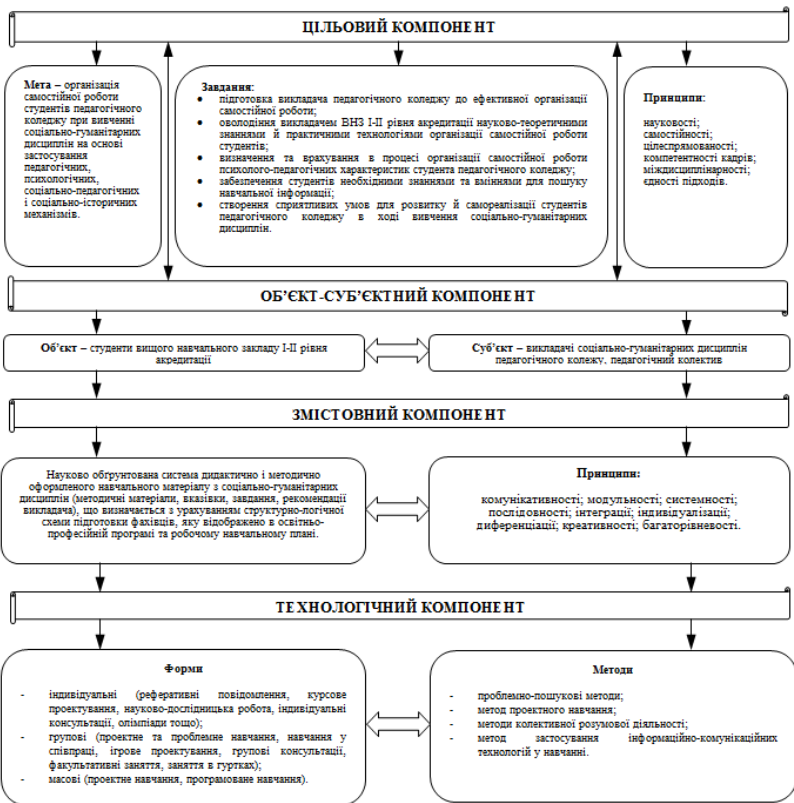 ЦІЛЬОВИЙ КОМПОНЕНТ
Мета – організація
самостійної роботи
студентів педагогічного
коледжу при вивченні
соціально-гуманітарних
дисциплін на основі
застосування
педагогічних,
психологічних,
соціально-педагогічних
і соціально-історичних
механізмів.
Завдання:
• підготовка викладача педагогічного коледжу до ефективної організації
самостійної роботи;
• оволодіння викладачем ВНЗ І-ІІ рівня акредитації науково-теоретичними
знаннями й практичними технологіями організації самостійної роботи
студентів;
• визначення та врахування в процесі організації самостійної роботи
психолого-педагогічних характеристик студента педагогічного коледжу;
• забезпечення студентів необхідними знаннями та вміннями для пошуку
навчальної інформації;
• створення сприятливих умов для розвитку й самореалізації студентів
педагогічного коледжу в ході вивчення соціально-гуманітарних
дисциплін.
Принципи:
науковості;
самостійності;
цілеспрямованості;
компетентності кадрів;
міждисциплінарності;
єдності підходів.
ОБ’ЄКТ-СУБ’ЄКТНИЙ КОМПОНЕНТ
Об’єкт – студенти вищого навчального закладу І-ІІ рівня
акредитації
Суб’єкт – викладачі соціально-гуманітарних дисциплін
педагогічного колежу, педагогічний колектив
ЗМІСТОВНИЙ КОМПОНЕНТ
Науково обґрунтована система дидактично і методично
оформленого навчального матеріалу з соціально-гуманітарних
дисциплін (методичні матеріали, вказівки, завдання, рекомендації
викладача), що визначається з урахуванням структурно-логічної
схеми підготовки фахівців, яку відображено в освітньо-
професійній програмі та робочому навчальному плані.
Принципи:
комунікативності; модульності; системності;
послідовності; інтеграції; індивідуалізації;
диференціації; креативності; багаторівневості.
ТЕХНОЛОГІЧНИЙ КОМПОНЕНТ
Форми
- індивідуальні (реферативні повідомлення, курсове
проектування, науково-дослідницька робота, індивідуальні
консультації, олімпіади тощо);
- групові (проектне та проблемне навчання, навчання у
співпраці, ігрове проектування, групові консультації,
факультативні заняття, заняття в гуртках);
- масові (проектне навчання, програмоване навчання).
Методи
- проблемно-пошукові методи;
- метод проектного навчання;
- методи колективної розумової діяльності;
- метод застосування інформаційно-комунікаційних
технологій у навчанні.